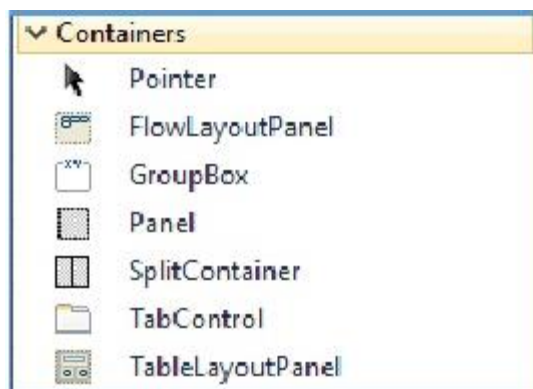 Containers
Pointer
FlowLayoutPanel
GroupBox
Panel
SplitContainer
TabControl
TableLayoutPanel